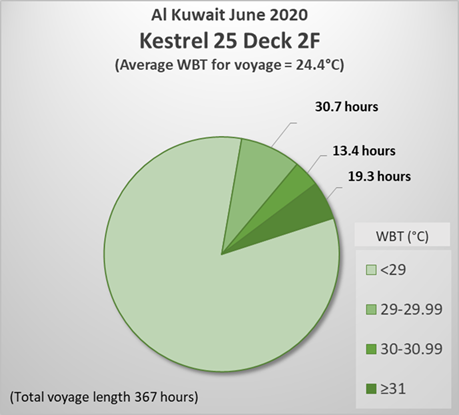 Al Kuwait June 2020
Kestrel 25 Deck 2F
(Average WBT for voyage = 24.4°C)
30.7 hours
13.4 hours
19.3 hours
WBT (°C)
<29
29-29.99
30-30.99
≥31
(Total voyage length 367 hours)